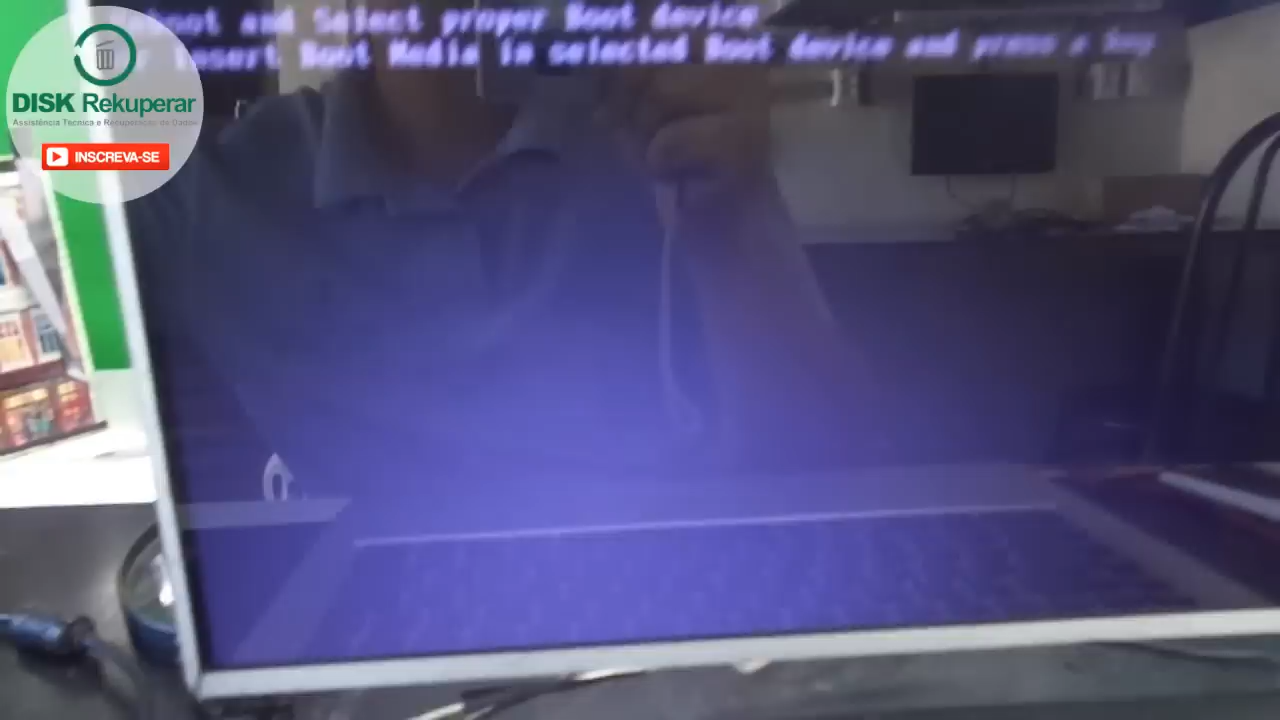 Reboot and Select proper Boot device
or Insert Boot Media in selected Boot device and press a key
DISK Rekuperar
Assistência Técnica e Recuperação de Dados
INSCREVA-SE